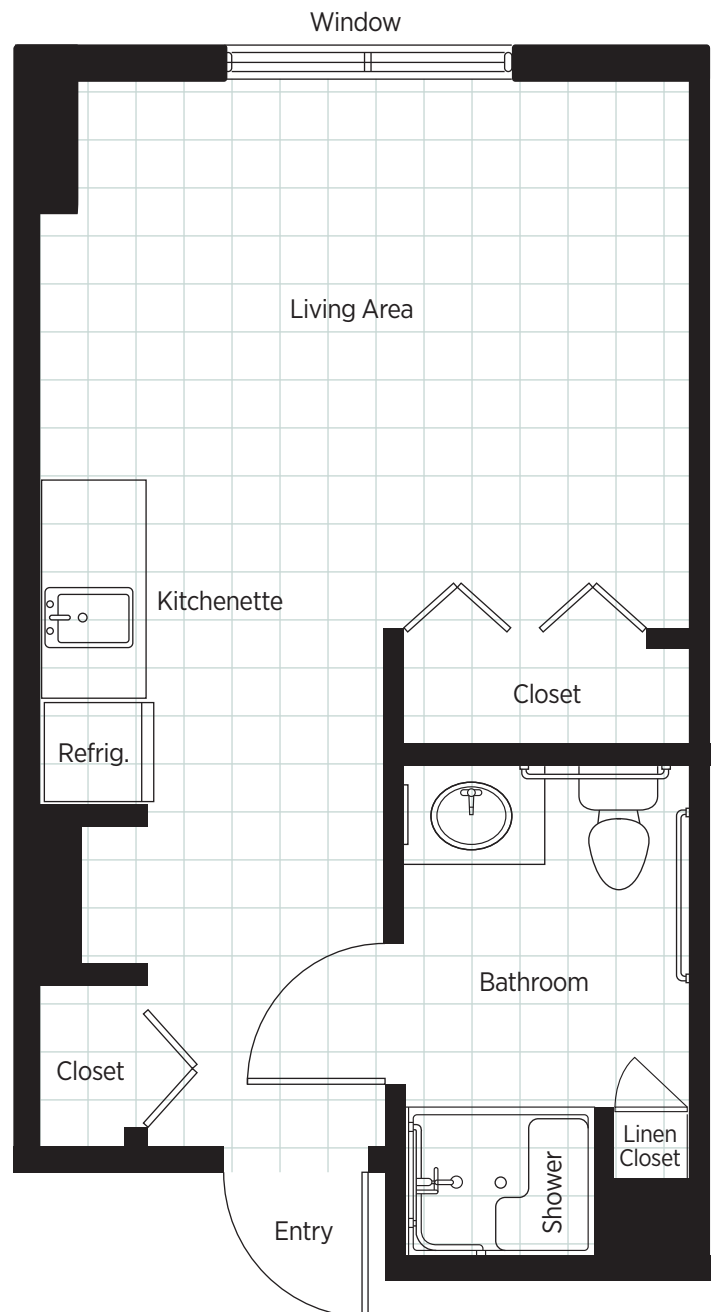 Window
Living Area
Kitchenette
Closet
Refrig.
Bathroom
Closet
Linen
Closet
Shower
Entry